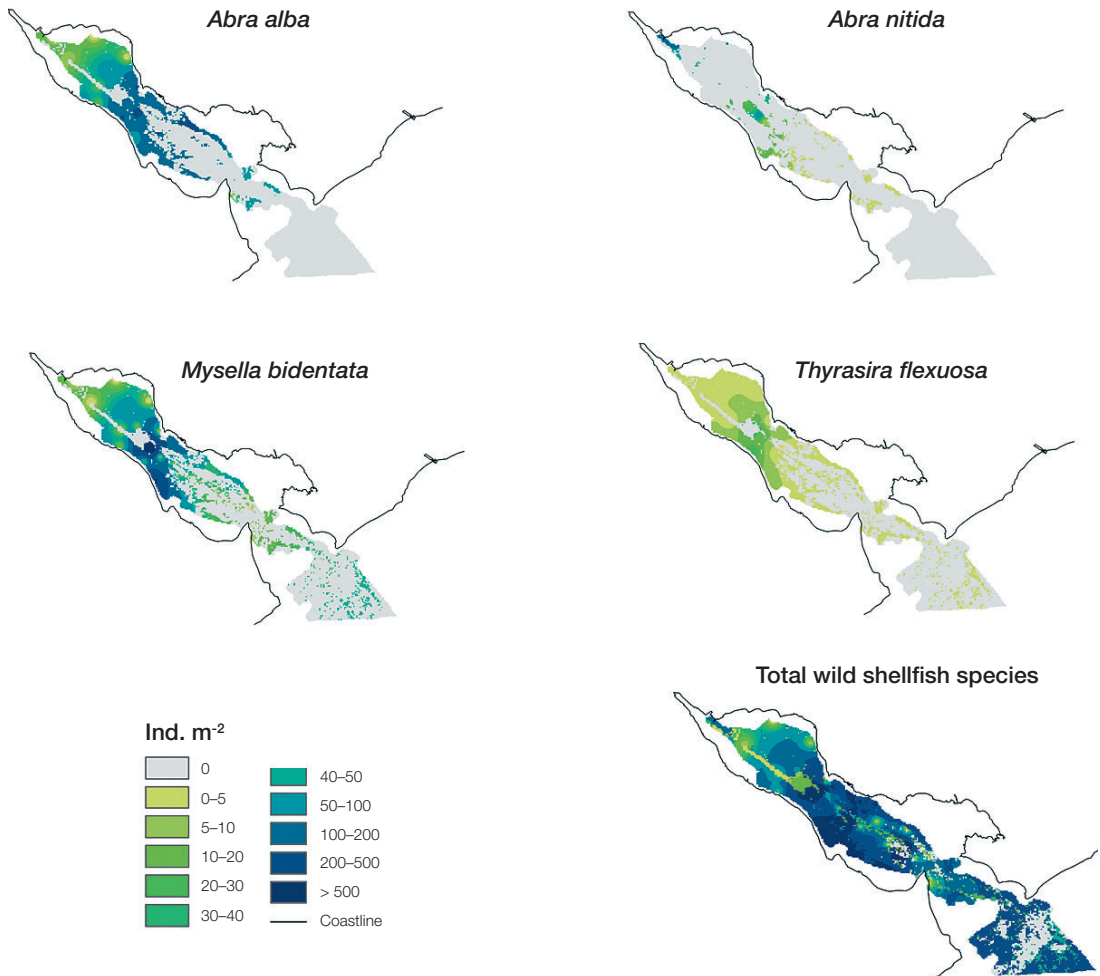 Abra alba
Abra nitida
Mysella bidentata
Thyrasira flexuosa
Total wild shellfish species
Ind. m-2
0
0–5
5–10
10–20
20–30
30–40
40–50
50–100
100–200
200–500
> 500
Coastline